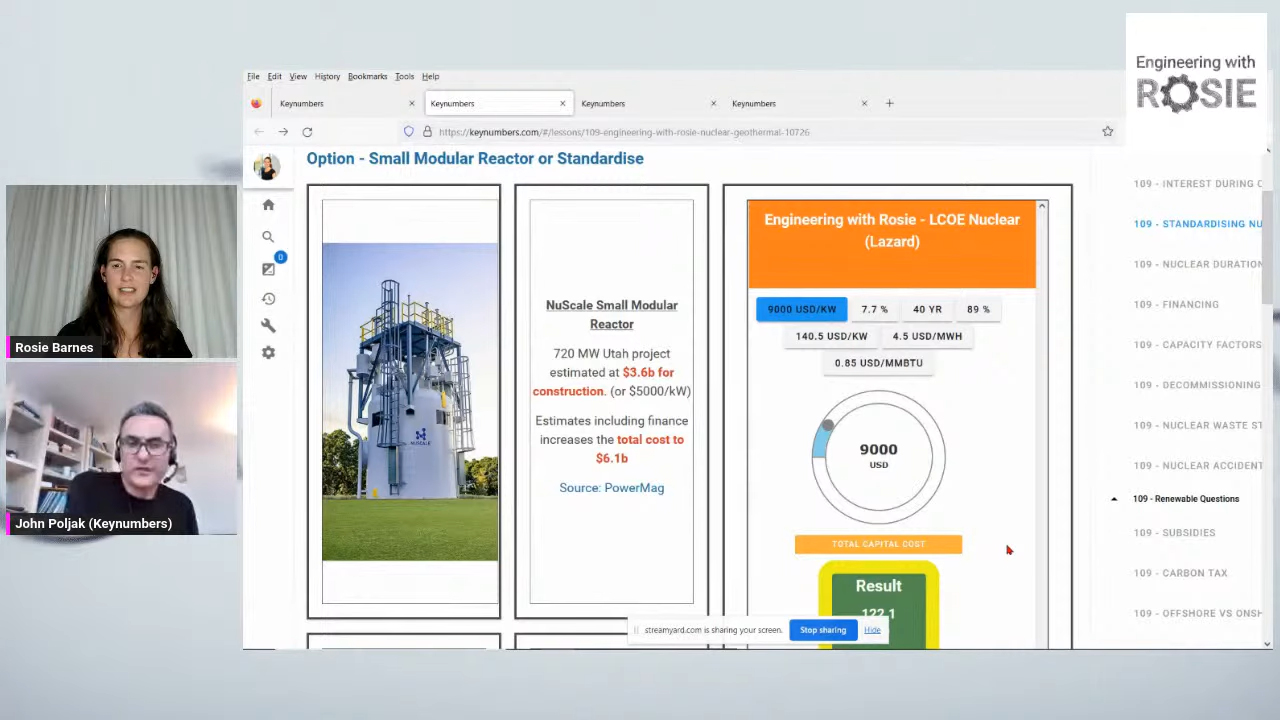 Engineering with
ROSIE
File Edit View History Bookmarks Tools Help
Keynumbers
Keynumbers
Keynumbers
Keynumbers
https://keynumbers.com/#/lessons/109-engineering-with-rosie-nuclear-geothermal-10726
Option - Small Modular Reactor or Standardise
0
NUSCALE
NuScale Small Modular
Reactor
720 MW Utah project
estimated at $3.6b for
construction. (or $5000/kW)
Estimates including finance
increases the total cost to
$6.1b
Source: PowerMag
Engineering with Rosie - LCOE Nuclear
(Lazard)
9000 USD/KW 7.7 % 40 YR 89 %
140.5 USD/KW 4.5 USD/MWH
0.85 USD/MMBTU
9000
USD
TOTAL CAPITAL COST
Result
122.1
109 - INTEREST DURING C
109 - STANDARDISING NU
109 - NUCLEAR DURATION
109 - FINANCING
109 - CAPACITY FACTORS
109 - DECOMMISSIONING
109 - NUCLEAR WASTE ST
109 - NUCLEAR ACCIDENT
109 - Renewable Questions
109 - SUBSIDIES
109 - CARBON TAX
109 - OFFSHORE VS ONSH
streamyard.com is sharing your screen. Stop sharing Hide
Rosie Barnes
John Poljak (Keynumbers)